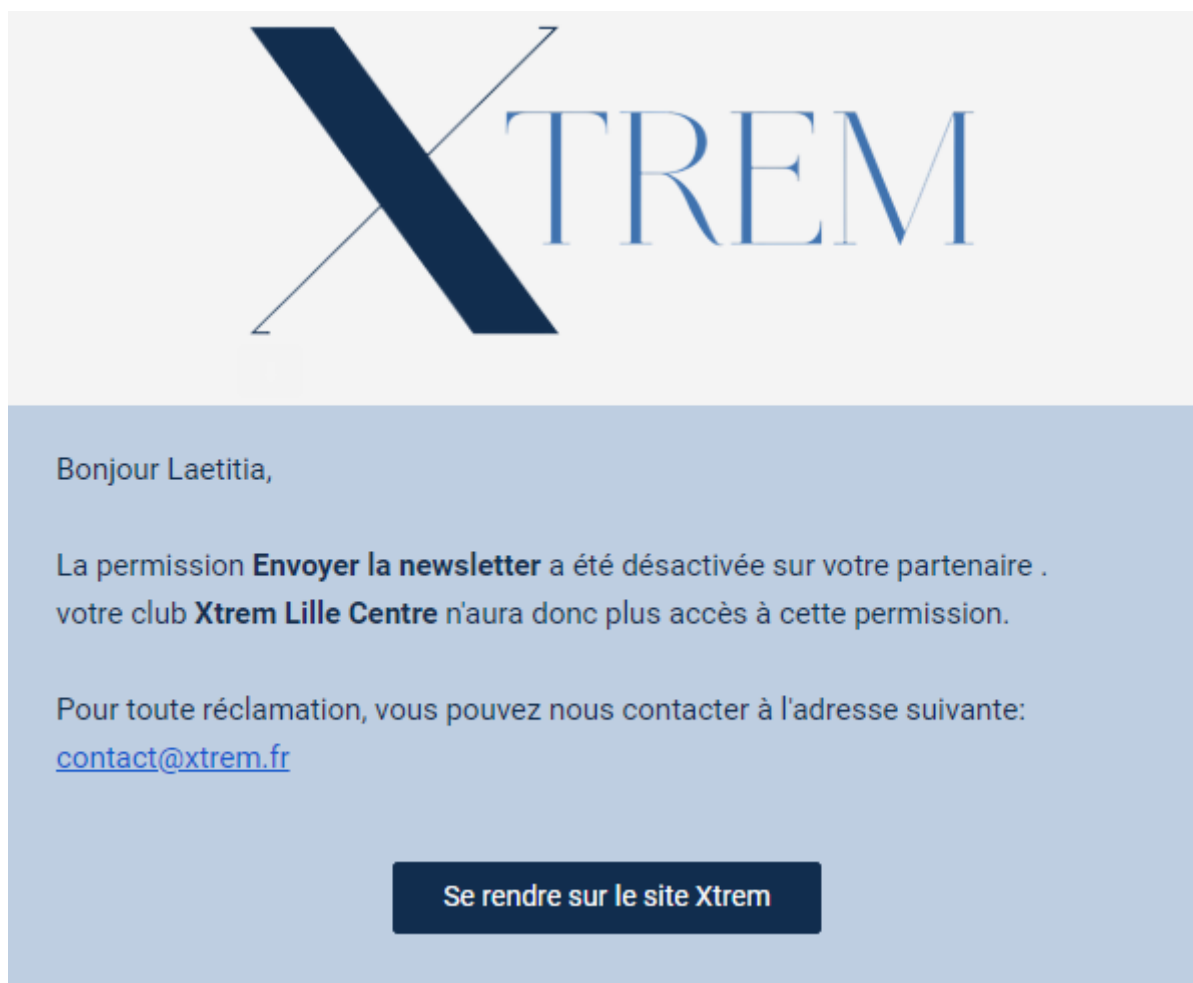 XTREM
Bonjour Laetitia,
La permission Envoyer la newsletter a été désactivée sur votre partenaire .
votre club Xtrem Lille Centre n'aura donc plus accès à cette permission.
Pour toute réclamation, vous pouvez nous contacter à l'adresse suivante:
contact@xtrem.fr
Se rendre sur le site Xtrem